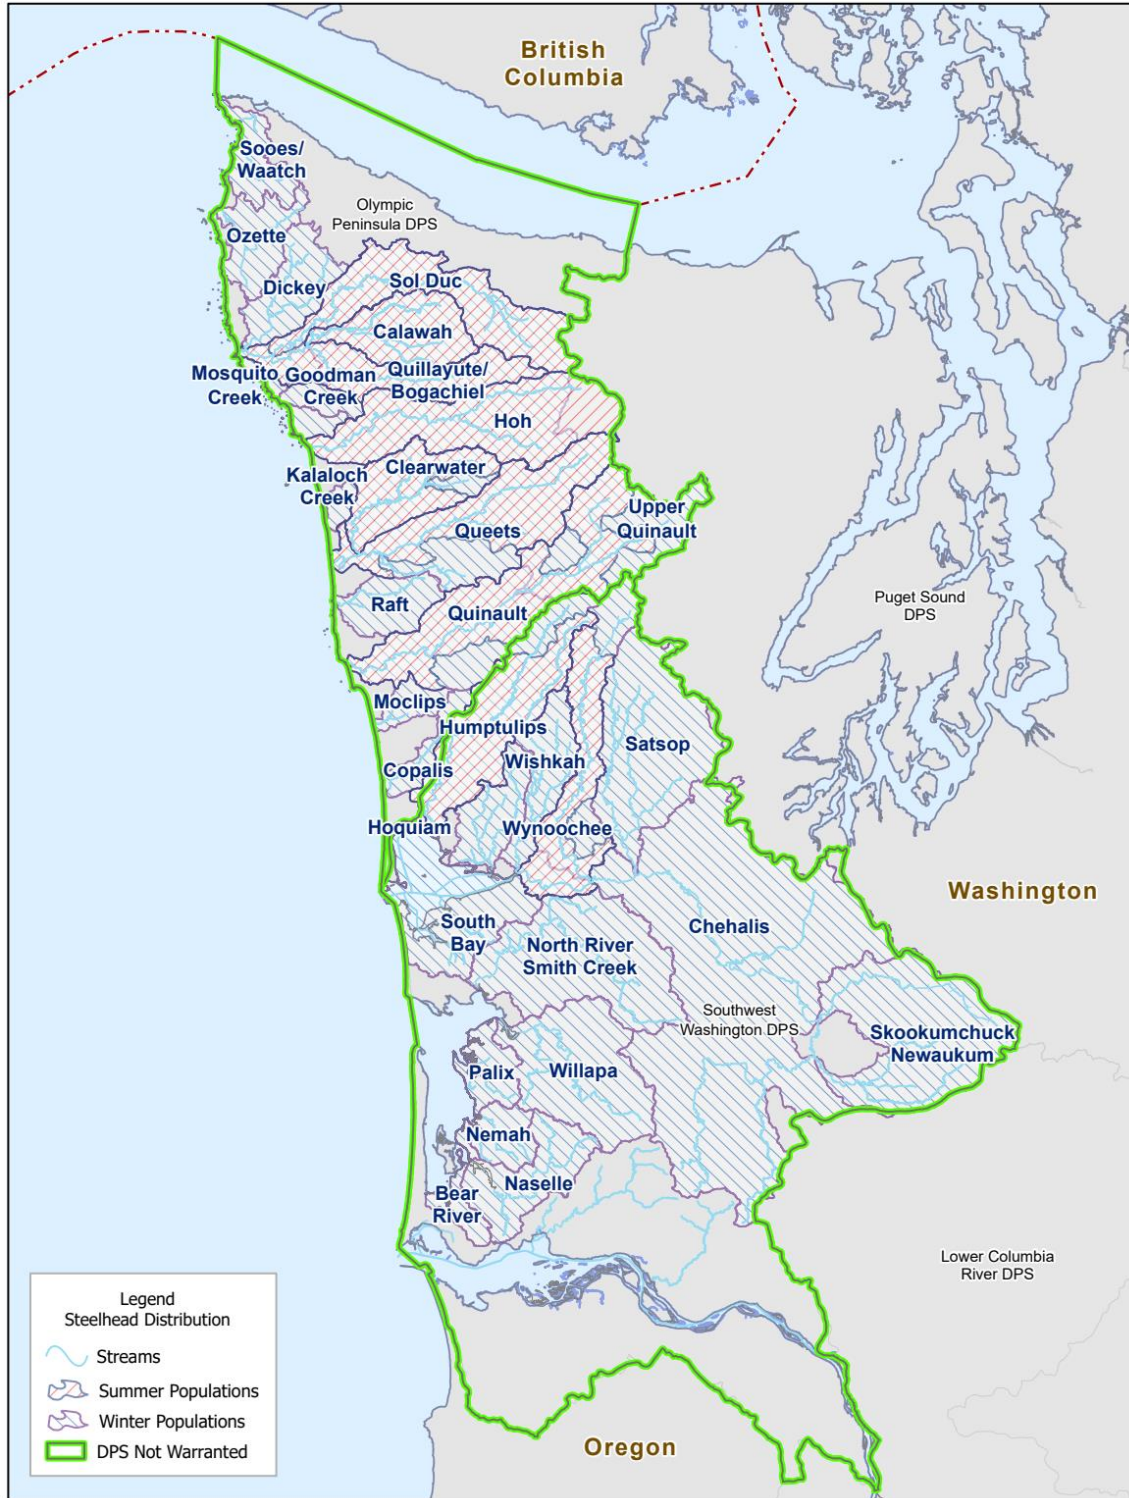 British
Columbia
Sooes/
Waatch
Olympic
Peninsula DPS
Ozette
Dickey
Sol Duc
Calawah
Mosquito
Creek
Goodman
Creek
Quillayute/
Bogachiel
Hoh
Clearwater
Kalaloch
Creek
Queets
Upper
Quinault
Raft
Quinault
Puget Sound
DPS
Moclips
Humptulips
Satsop
Wishkah
Copalis
Hoquiam
Wynoochee
Washington
South
Bay
North River
Smith Creek
Chehalis
Southwest
Washington DPS
Skookumchuck
Newaukum
Palix
Willapa
Nemah
Naselle
Bear
River
Lower Columbia
River DPS
Oregon
Legend
Steelhead Distribution
Streams
Summer Populations
Winter Populations
DPS Not Warranted